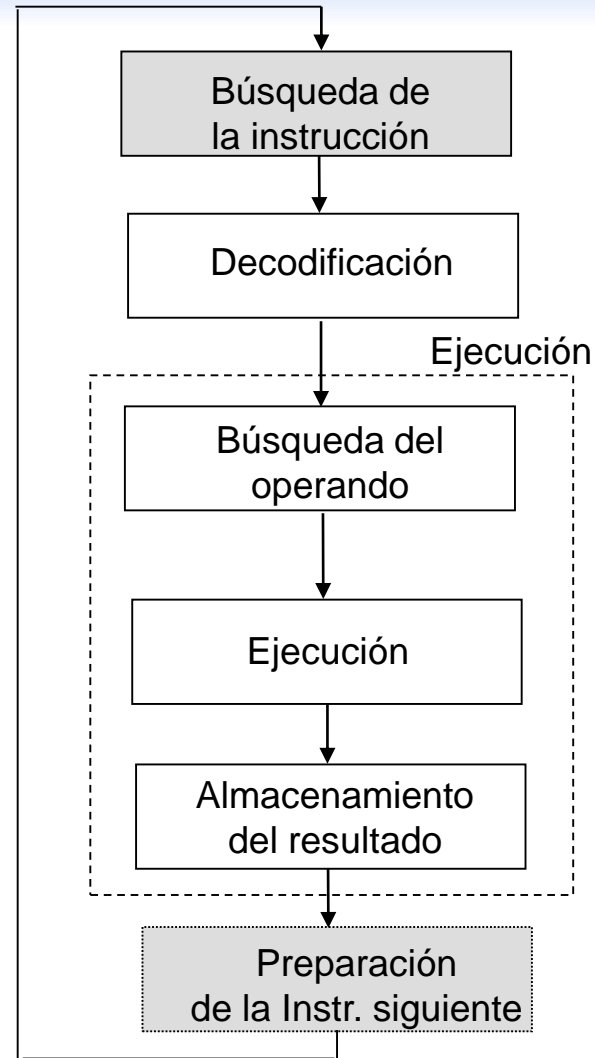 Búsqueda de
la instrucción
Decodificación
Ejecución
Búsqueda del
operando
Ejecución
Almacenamiento
del resultado
Preparación
de la Instr. siguiente